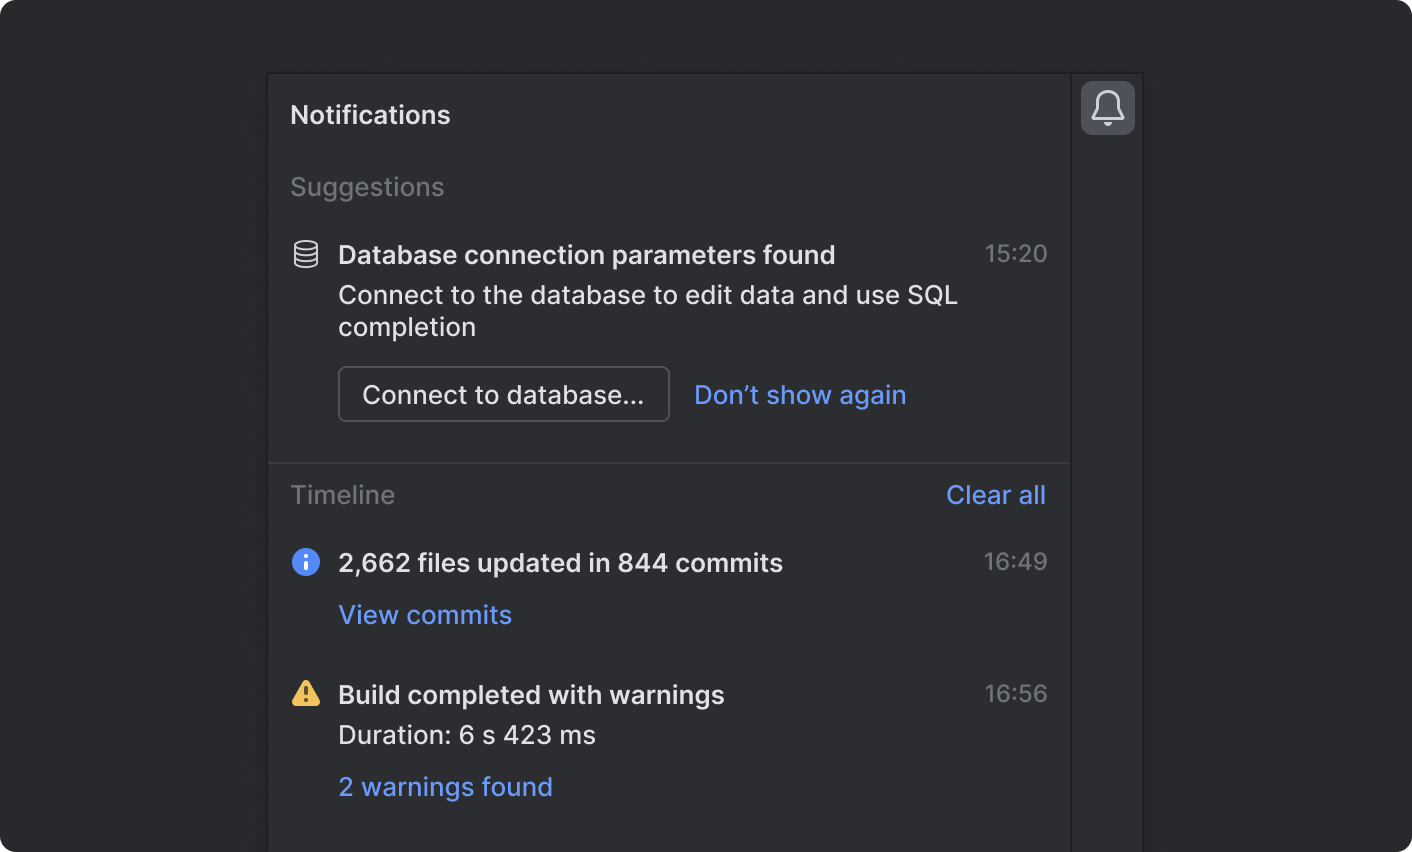 Notifications
Suggestions
Database connection parameters found 15:20
Connect to the database to edit data and use SQL
completion
Connect to database... Don’t show again
Timeline Clear all
2,662 files updated in 844 commits 16:49
View commits
Build completed with warnings 16:56
Duration: 6 s 423 ms
2 warnings found